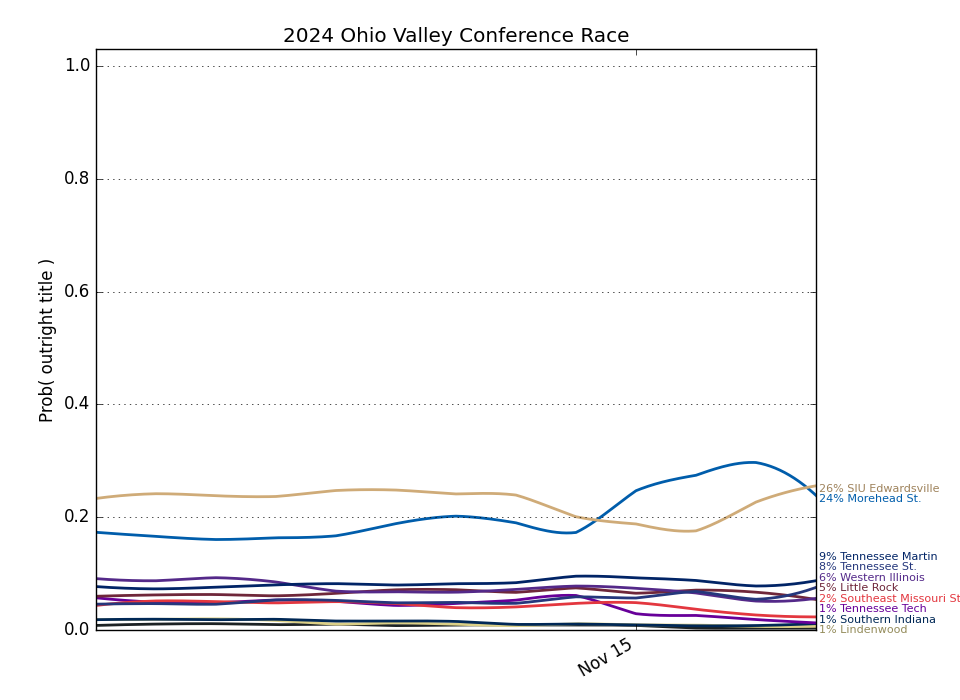 2024 Ohio Valley Conference Race
Prob( outright title )
1.0
0.8
0.6
0.4
0.2
0.0
Nov 15
26% SIU Edwardsville
24% Morehead St.
9% Tennessee Martin
8% Tennessee St.
6% Western Illinois
5% Little Rock
2% Southeast Missouri St
1% Tennessee Tech
1% Southern Indiana
1% Lindenwood